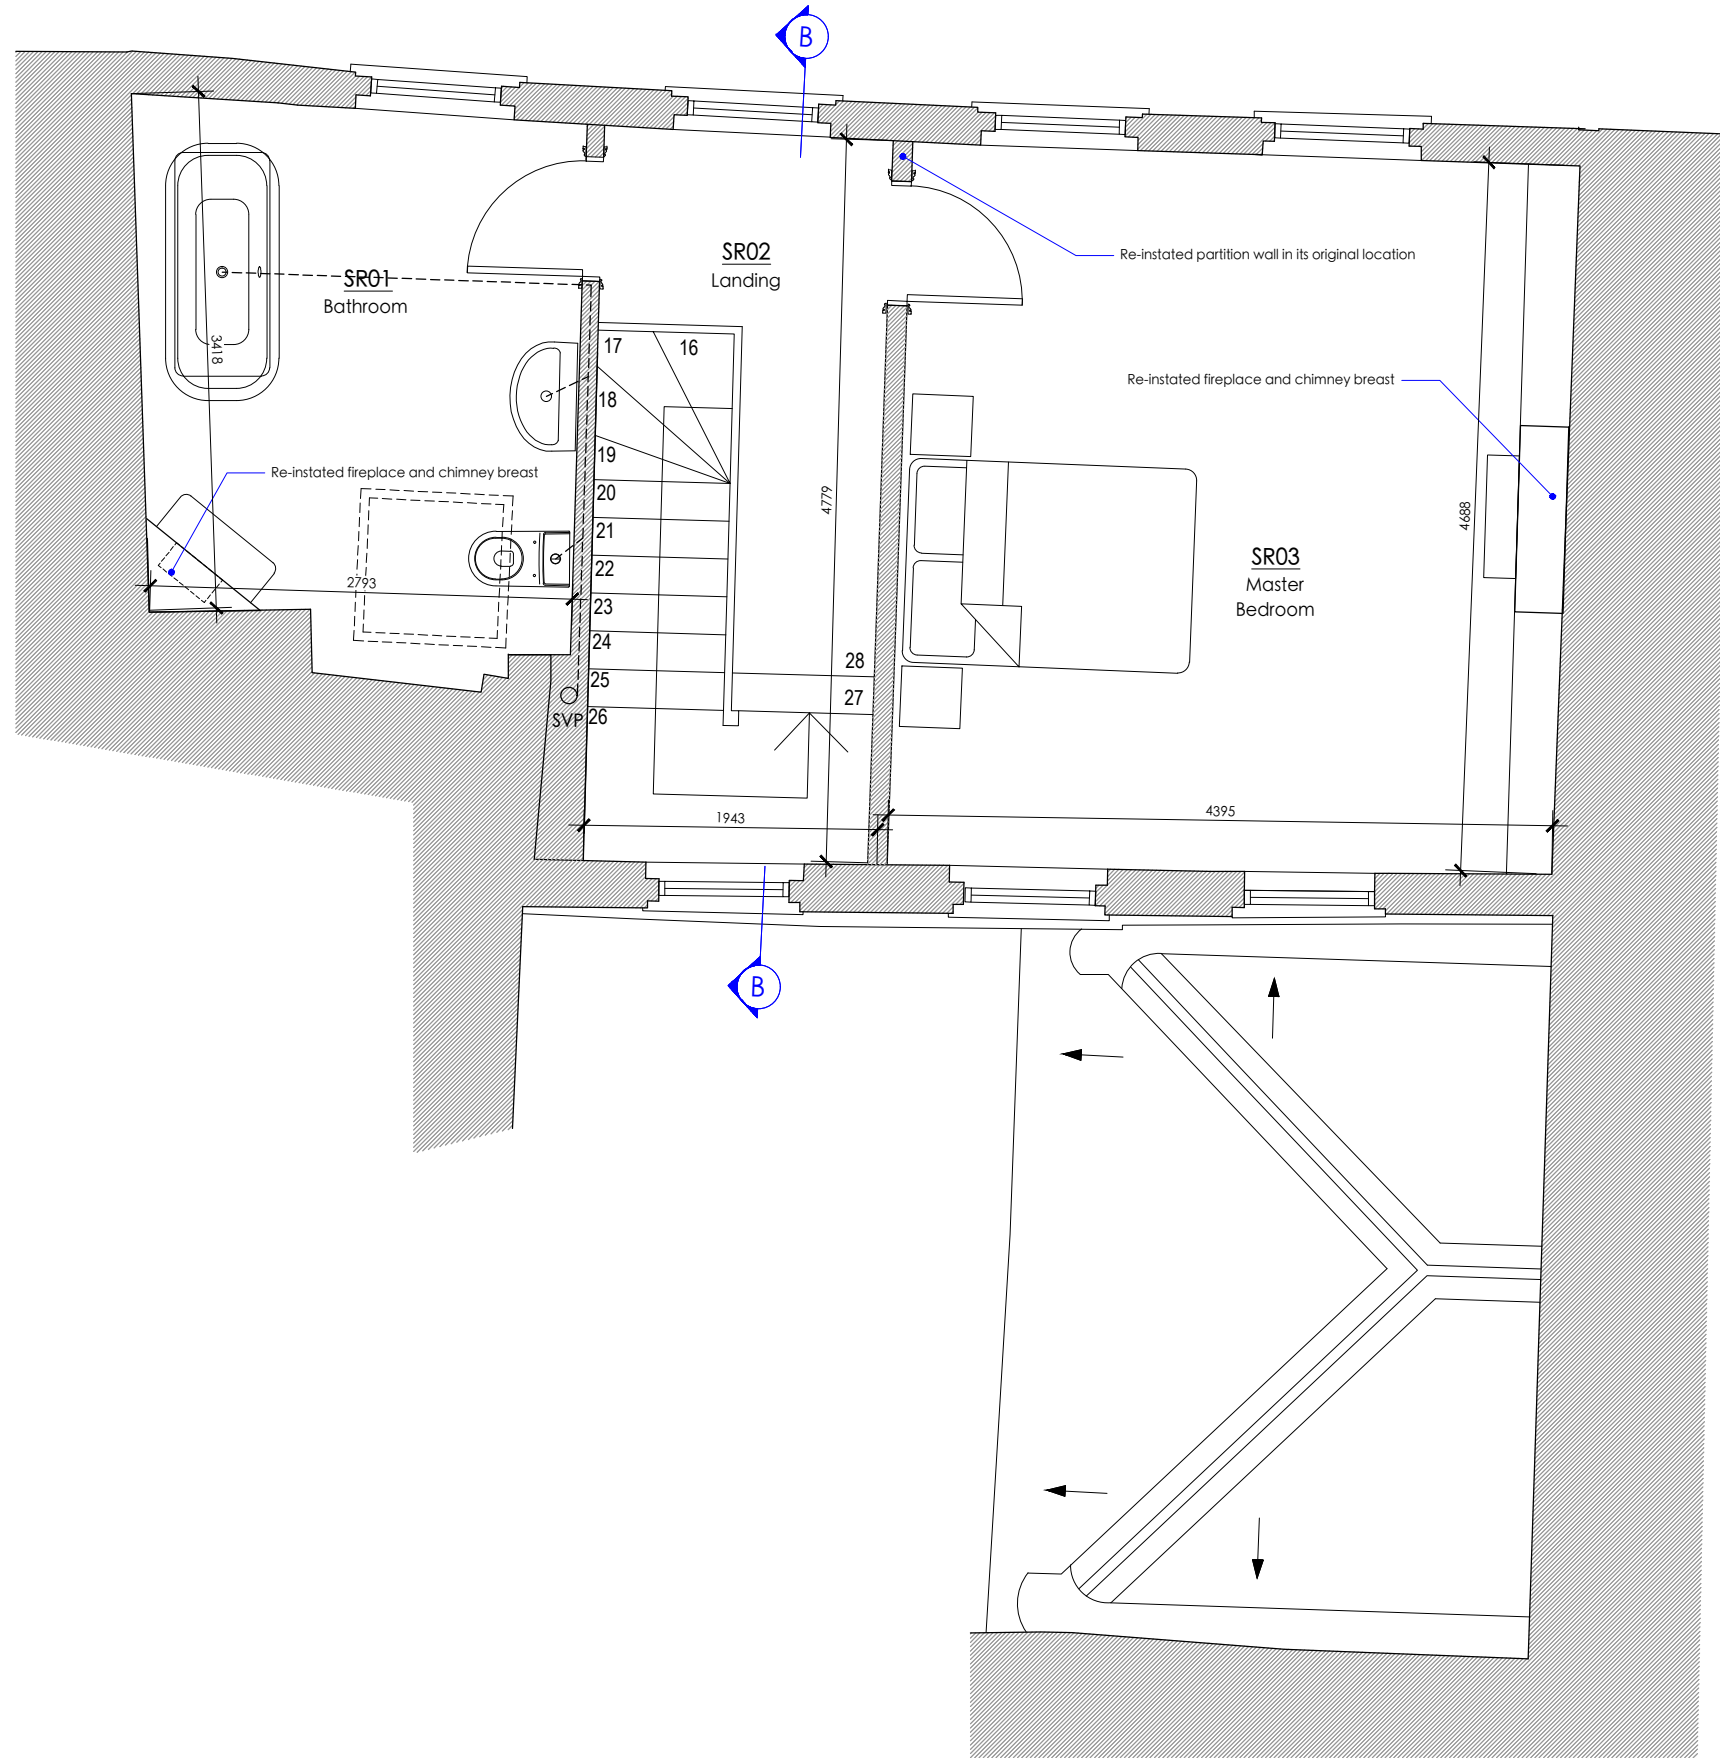 B
SR01
Bathroom
SR02
Landing
Re-instated partition wall in its original location
Re-instated fireplace and chimney breast
3418
17
16
18
19
20
21
22
23
24
25
26
28
27
Re-instated fireplace and chimney breast
2793
4779
4688
SR03
Master
Bedroom
SVP
1943
4395
B